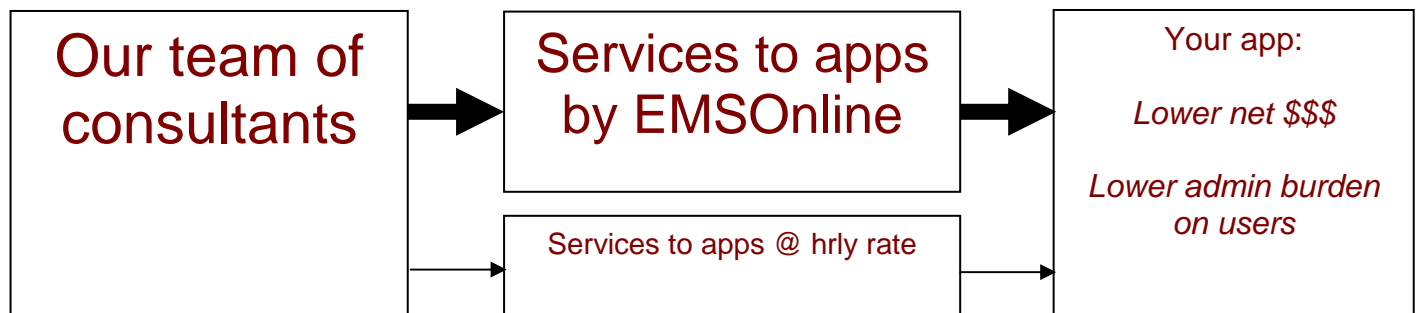 Our team of
consultants
Services to apps
by EMSOnline
Services to apps @ hrly rate
Your app:
Lower net $$$
Lower admin burden
on users